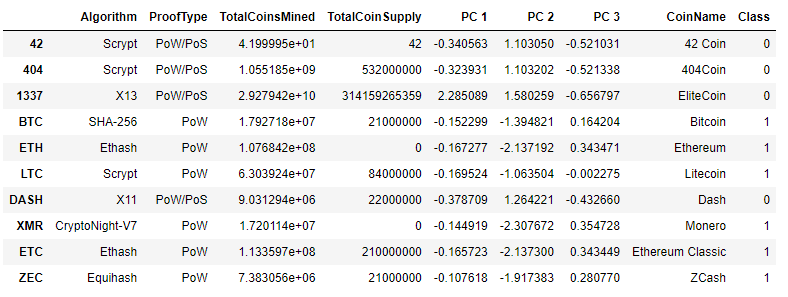 Algorithm ProofType TotalCoinsMined TotalCoinSupply PC 1 PC 2 PC 3 CoinName Class
42 Scrypt PoW/PoS 4.199995e+01 42 -0.340563 1.103050 -0.521031 42 Coin 0
404 Scrypt PoW/PoS 1.055185e+09 532000000 -0.323931 1.103202 -0.521338 404Coin 0
1337 X13 PoW/PoS 2.927942e+10 314159265359 2.285089 1.580259 -0.656797 EliteCoin 0
BTC SHA-256 PoW 1.792718e+07 21000000 -0.152299 -1.394821 0.164204 Bitcoin 1
ETH Ethash PoW 1.076842e+08 0 -0.167277 -2.137192 0.343471 Ethereum 1
LTC Scrypt PoW 6.303924e+07 84000000 -0.169524 -1.063504 -0.002275 Litecoin 1
DASH X11 PoW/PoS 9.031294e+06 22000000 -0.378709 1.264221 -0.432660 Dash 0
XMR CryptoNight-V7 PoW 1.720114e+07 0 -0.144919 -2.307672 0.354728 Monero 1
ETC Ethash PoW 1.133597e+08 210000000 -0.165723 -2.137300 0.343449 Ethereum Classic 1
ZEC Equihash PoW 7.383056e+06 21000000 -0.107618 -1.917383 0.280770 ZCash 1